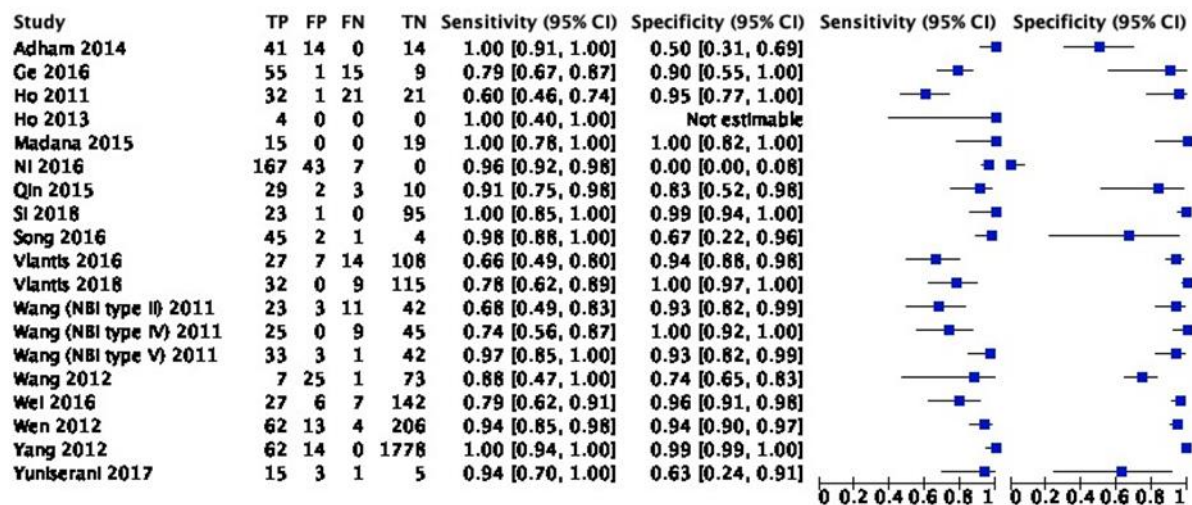 Study TP FP FN TN Sensitivity (95% CI) Specificity (95% CI) Sensitivity (95% CI) Specificity (95% CI)
Adham 2014 41 14 0 14 1.00 [0.91, 1.00] 0.50 [0.31, 0.69]
Ge 2016 55 1 15 9 0.79 [0.67, 0.87] 0.90 [0.55, 1.00]
Ho 2011 32 1 21 21 0.60 [0.46, 0.74] 0.95 [0.77, 1.00]
Ho 2013 4 0 0 0 1.00 [0.40, 1.00] Not estimable
Madana 2015 15 0 0 19 1.00 [0.78, 1.00] 1.00 [0.82, 1.00]
Ni 2016 167 43 7 0 0.96 [0.92, 0.98] 0.00 [0.00, 0.08]
Qin 2015 29 2 3 10 0.91 [0.75, 0.98] 0.83 [0.52, 0.98]
Si 2018 23 1 0 95 1.00 [0.85, 1.00] 0.99 [0.94, 1.00]
Song 2016 45 2 1 4 0.98 [0.88, 1.00] 0.67 [0.22, 0.96]
Vlantis 2016 27 7 14 108 0.66 [0.49, 0.80] 0.94 [0.88, 0.98]
Vlantis 2018 32 0 9 115 0.78 [0.62, 0.89] 1.00 [0.97, 1.00]
Wang (NBI type II) 2011 23 3 11 42 0.68 [0.49, 0.83] 0.93 [0.82, 0.99]
Wang (NBI type IV) 2011 25 0 9 45 0.74 [0.56, 0.87] 1.00 [0.92, 1.00]
Wang (NBI type V) 2011 33 3 1 42 0.97 [0.85, 1.00] 0.93 [0.82, 0.99]
Wang 2012 7 25 1 73 0.88 [0.47, 1.00] 0.74 [0.65, 0.83]
Wei 2016 27 6 7 142 0.79 [0.62, 0.91] 0.96 [0.91, 0.98]
Wen 2012 62 13 4 206 0.94 [0.85, 0.98] 0.94 [0.90, 0.97]
Yang 2012 62 14 0 1778 1.00 [0.94, 1.00] 0.99 [0.99, 1.00]
Yuniserani 2017 15 3 1 5 0.94 [0.70, 1.00] 0.63 [0.24, 0.91]
0 0.2 0.4 0.6 0.8 1 0 0.2 0.4 0.6 0.8 1